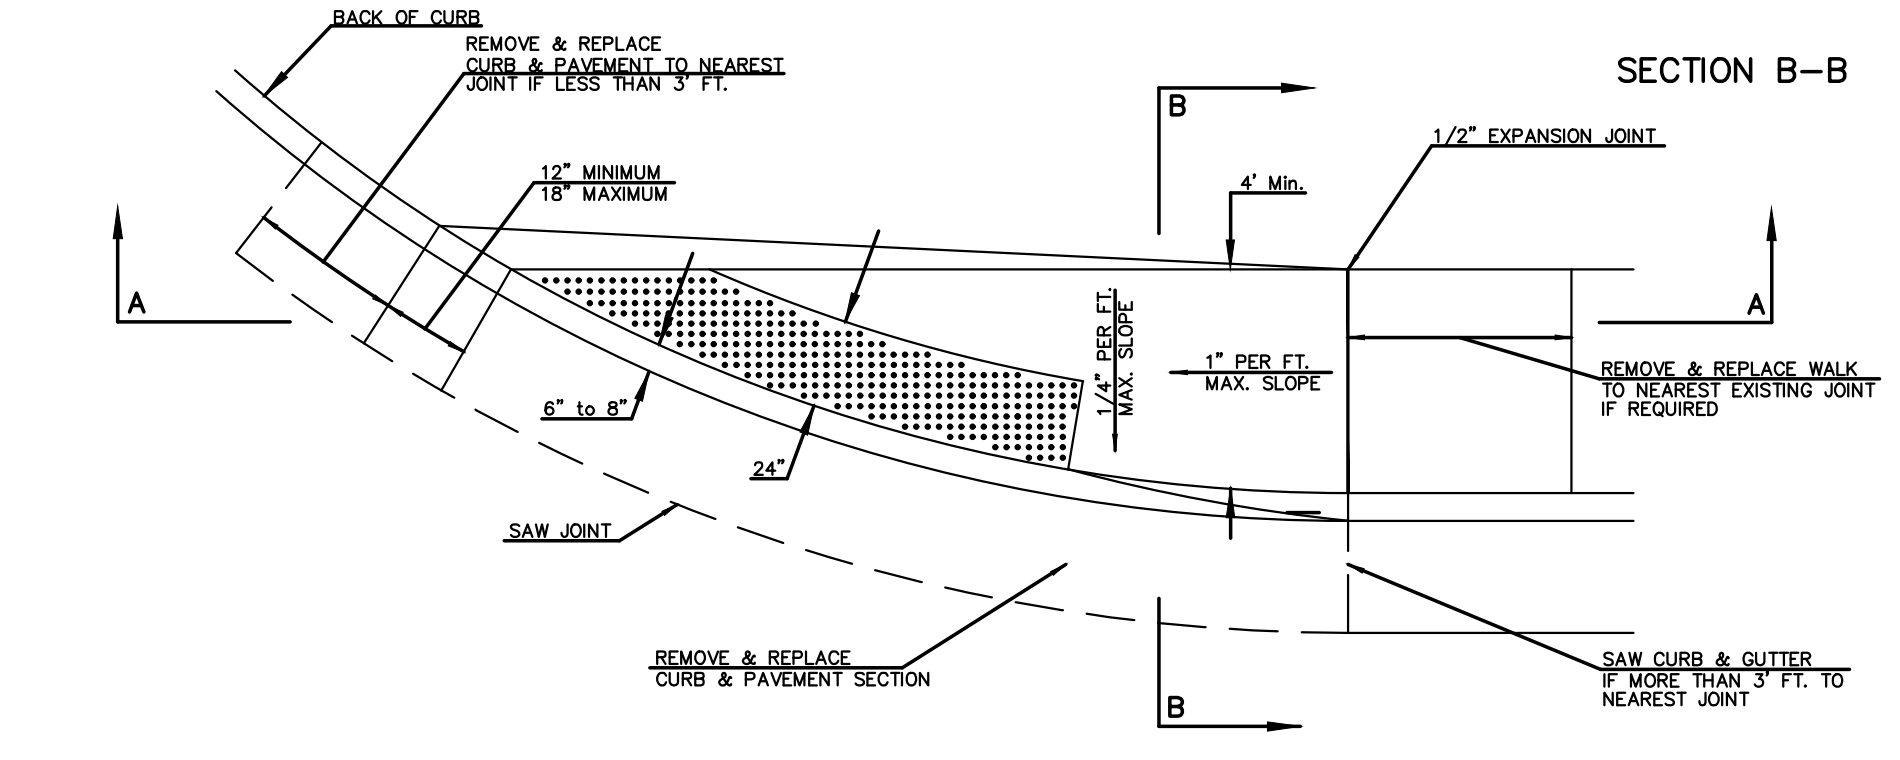 BACK OF CURB
REMOVE & REPLACE
CURB & PAVEMENT TO NEAREST
JOINT IF LESS THAN 3' FT.
SECTION B-B
B
1/2" EXPANSION JOINT
12" MINIMUM
18" MAXIMUM
4' Min.
A
A
1/4" PER FT.
MAX. SLOPE
1" PER FT.
MAX. SLOPE
REMOVE & REPLACE WALK
TO NEAREST EXISTING JOINT
IF REQUIRED
6" to 8"
24"
SAW JOINT
REMOVE & REPLACE
CURB & PAVEMENT SECTION
SAW CURB & GUTTER
IF MORE THAN 3' FT. TO
NEAREST JOINT
B